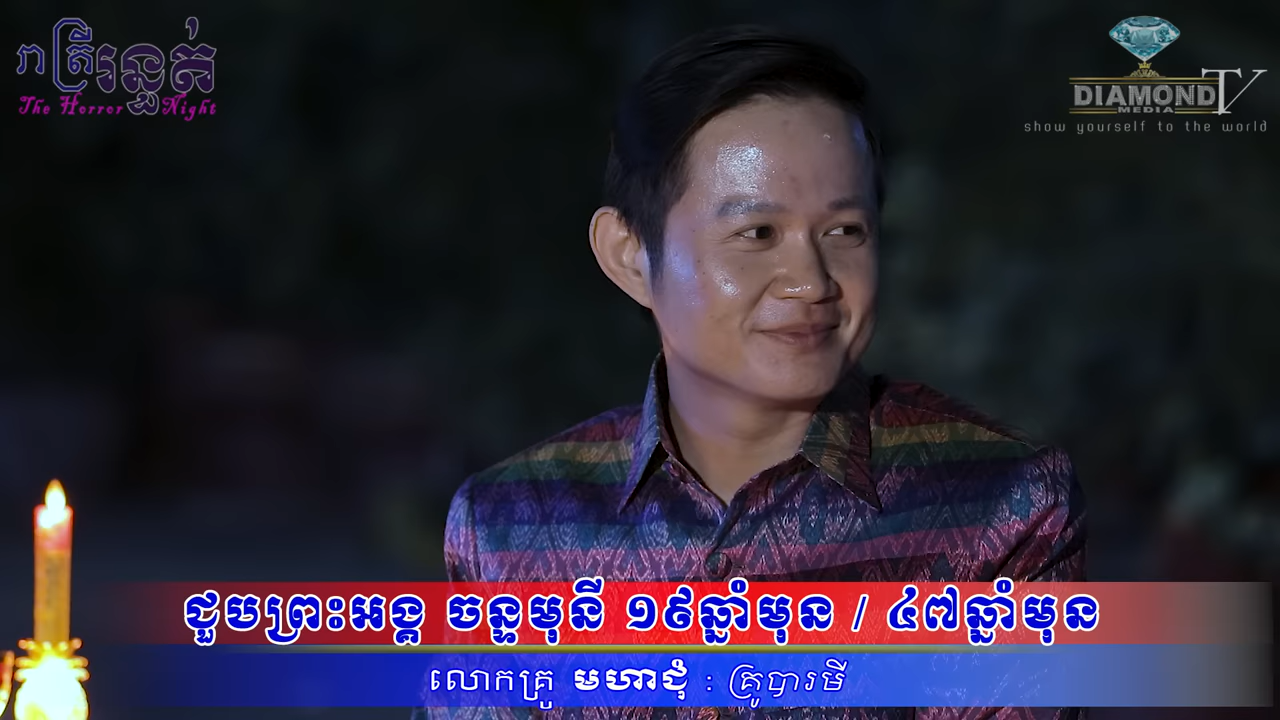 រាត្រីរន្ធត់
The Horror Night
DIAMOND TV
MEDIA
show yourself to the world
ជួបព្រះអង្គ ចន្ទមុនី ១៩ឆ្នាំមុន / ៤៧ឆ្នាំមុន
លោកគ្រូ មហាជុំ : គ្រូបារមី